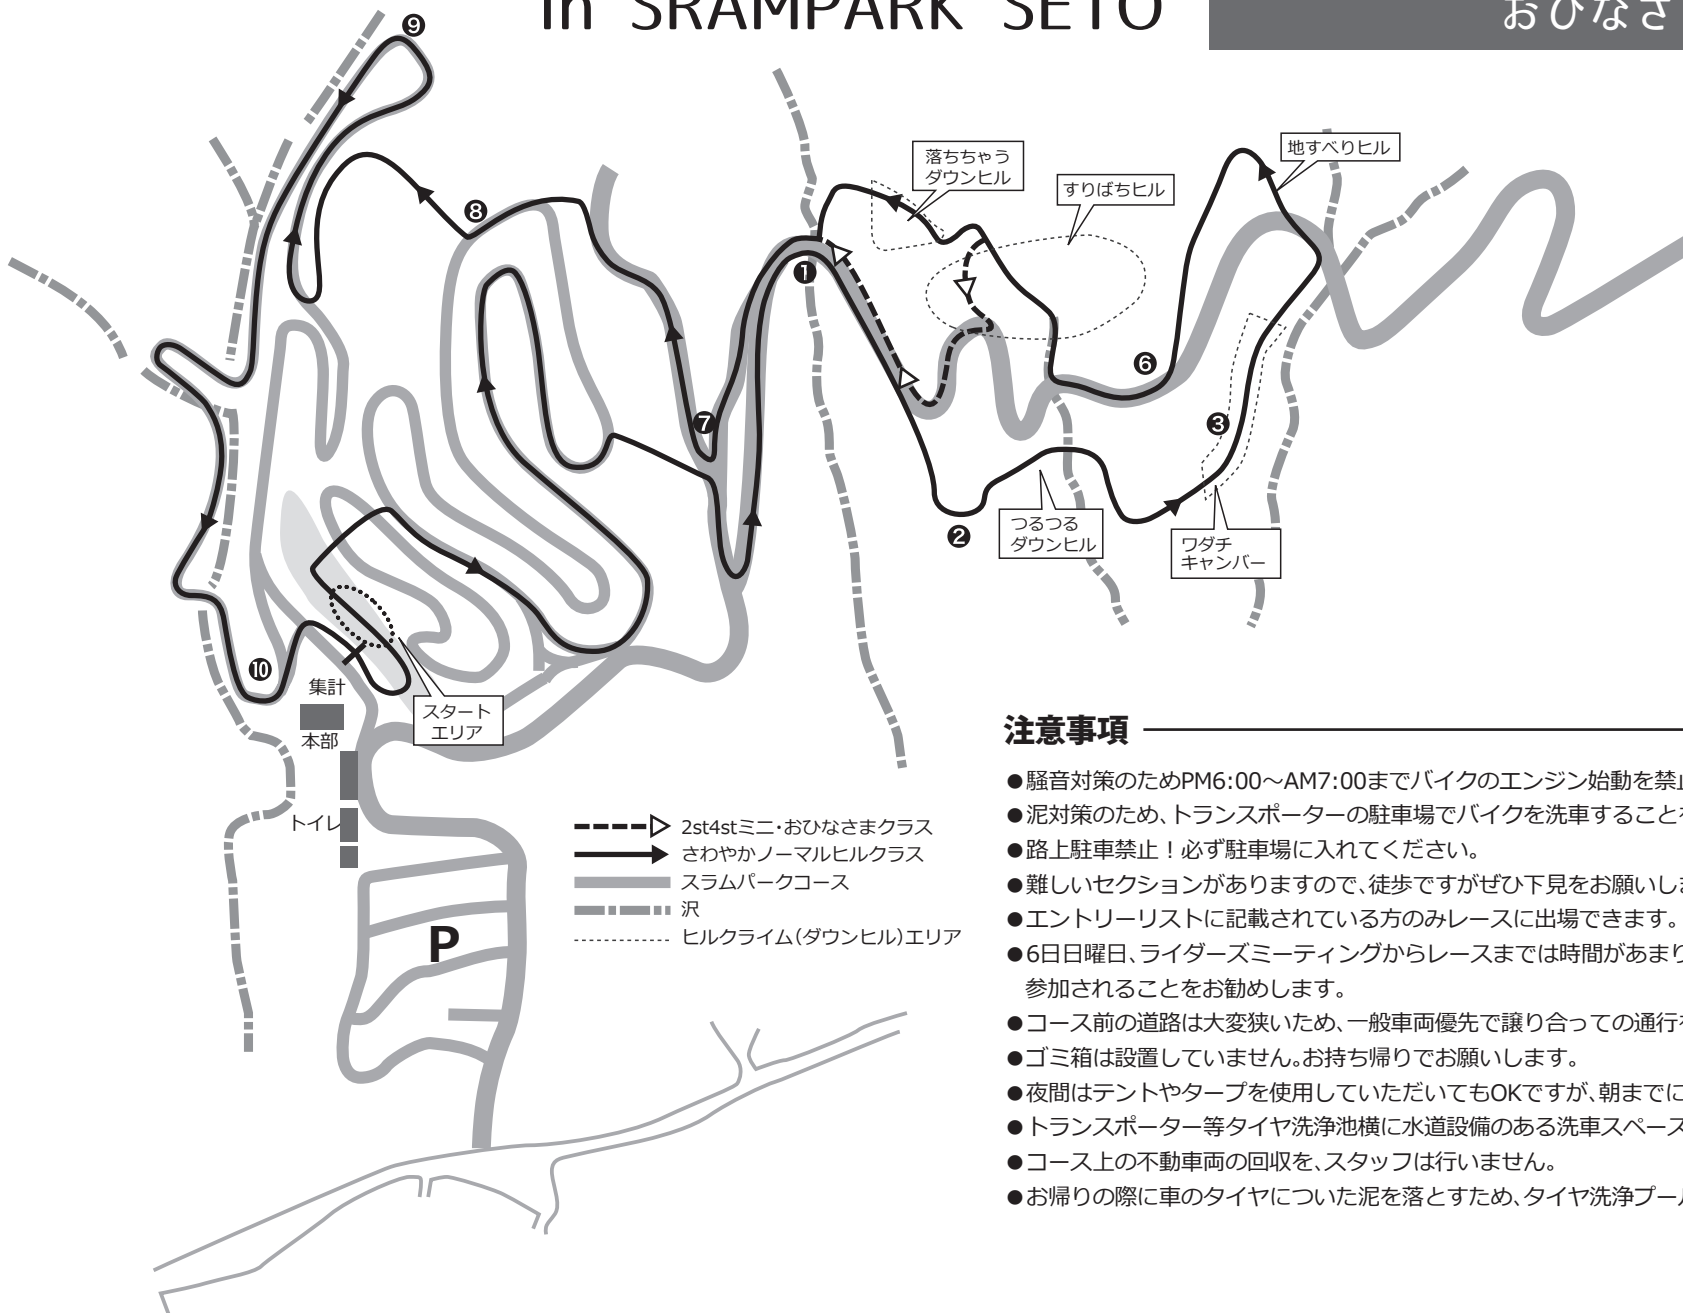 in SRAMPARK SETO
おひなさ
❾
落ちちゃう
ダウンヒル
地すべりヒル
すりばちヒル
❽
❶
❻
❼
❸
つるつる
ダウンヒル
❷
ワダチ
キャンバー
❿
集計
本部
スタート
エリア
トイレ
P
2st4stミニ・おひなさまクラス
さわやかノーマルヒルクラス
スラムパークコース
沢
ヒルクライム(ダウンヒル)エリア
注意事項
●騒音対策のためPM6:00〜AM7:00までバイクのエンジン始動を禁
●泥対策のため、トランスポーターの駐車場でバイクを洗車することを
●路上駐車禁止！必ず駐車場に入れてください。
●難しいセクションがありますので、徒歩ですがぜひ下見をお願いしま
●エントリーリストに記載されている方のみレースに出場できます。
●6日日曜日、ライダーズミーティングからレースまでは時間があまり
参加されることをお勧めします。
●コース前の道路は大変狭いため、一般車両優先で譲り合っての通行を
●ゴミ箱は設置していません。お持ち帰りでお願いします。
●夜間はテントやタープを使用していただいてもOKですが、朝までに
●トランスポーター等タイヤ洗浄池横に水道設備のある洗車スペース
●コース上の不動車両の回収を、スタッフは行いません。
●お帰りの際に車のタイヤについた泥を落とすため、タイヤ洗浄プール